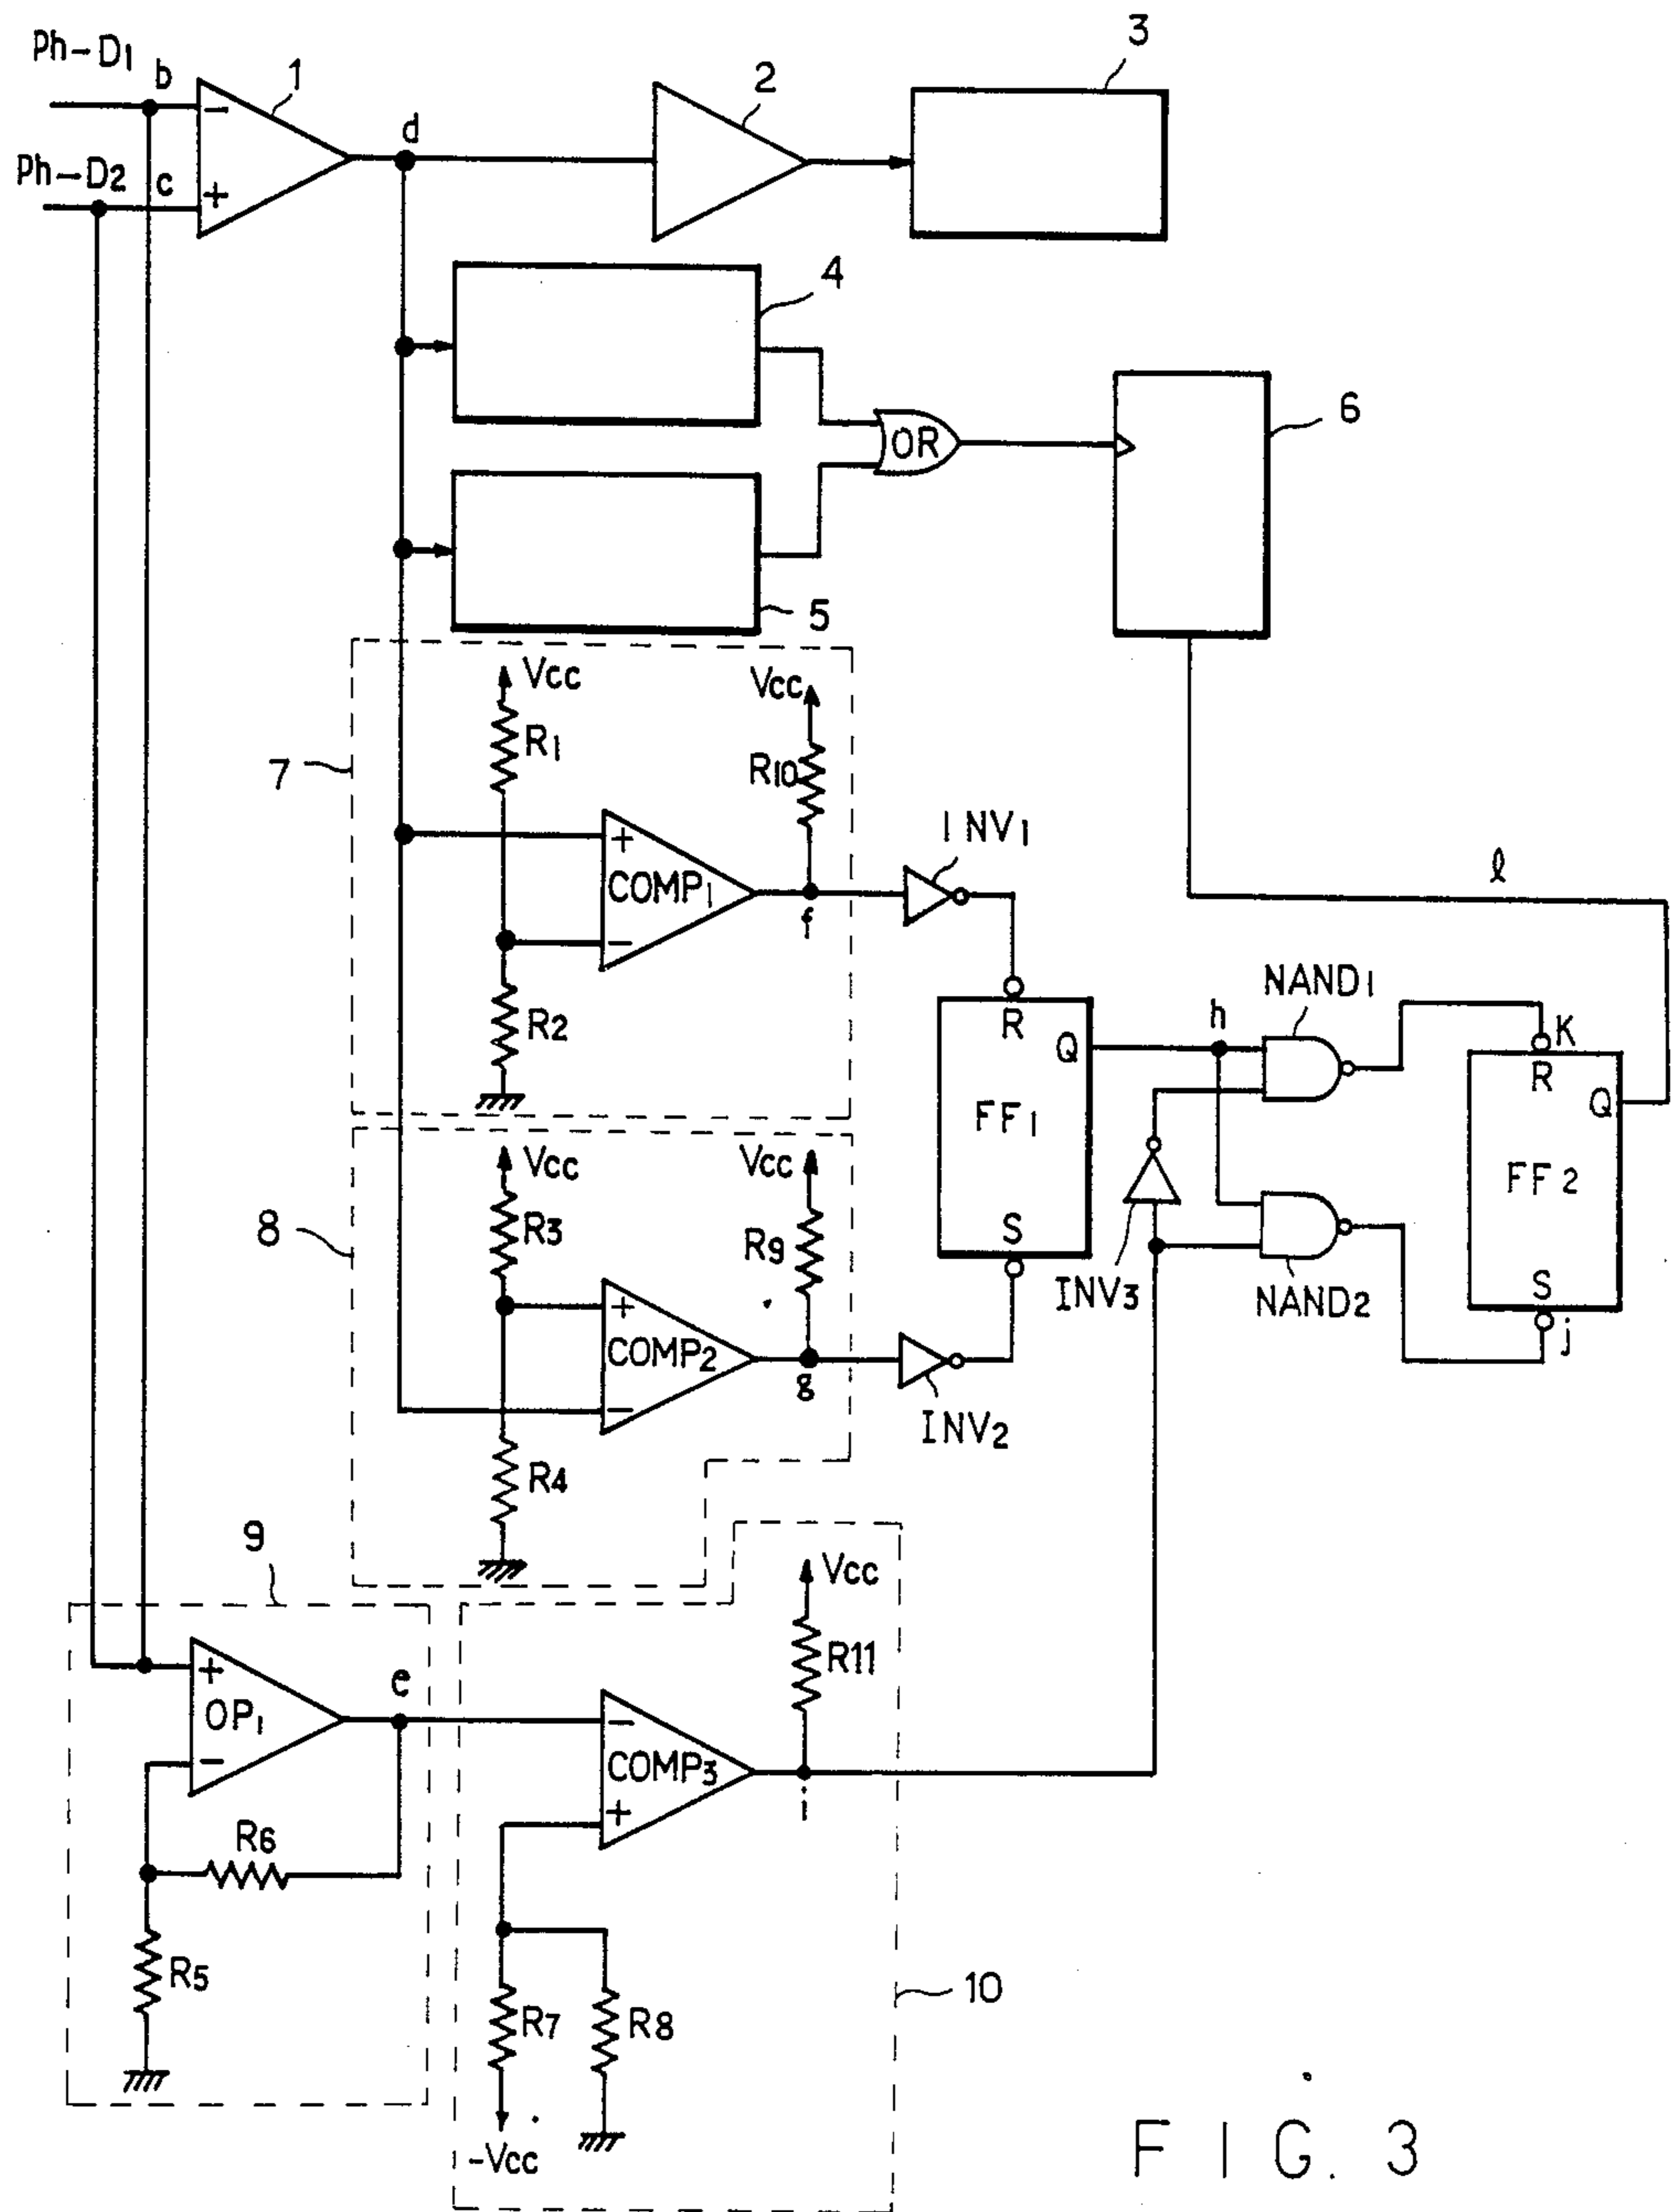 Ph-D1
b
1
2
3
Ph-D2
c
d
-
+
4
OR
6
5
7
Vcc
Vcc
R1
R10
+
COMP1
-
f
INV1
l
R2
R
Q
FF1
S
h
NAND1
K
R
Q
FF2
S
j
8
Vcc
Vcc
R3
R9
+
COMP2
-
g
INV2
INV3
NAND2
R4
9
+
OP1
-
e
R6
R5
Vcc
R11
-
COMP3
+
i
R7
R8
10
-Vcc
FIG. 3